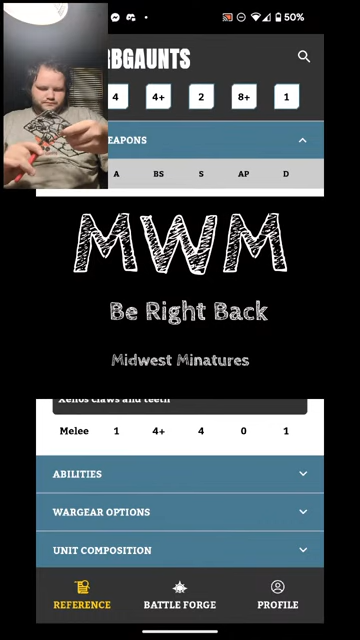 50%
RBGAUNTS
4 4+ 2 8+ 1
EAPONS
A BS S AP D
MWM
Be Right Back
Midwest Minatures
Xenos claws and teeth
Melee 1 4+ 4 0 1
ABILITIES
WARGEAR OPTIONS
UNIT COMPOSITION
REFERENCE BATTLE FORGE PROFILE